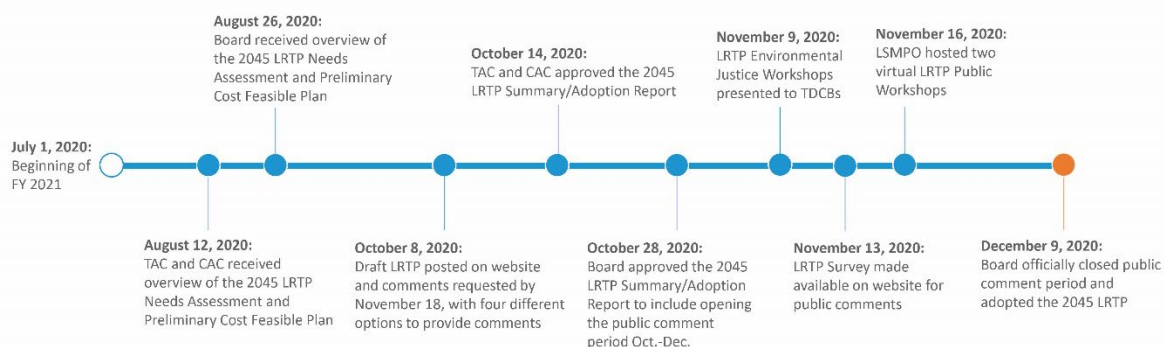 July 1, 2020:
Beginning of
FY 2021
August 12, 2020:
TAC and CAC received
overview of the 2045 LRTP
Needs Assessment and
Preliminary Cost Feasible Plan
August 26, 2020:
Board received overview of
the 2045 LRTP Needs
Assessment and Preliminary
Cost Feasible Plan
October 8, 2020:
Draft LRTP posted on website
and comments requested by
November 18, with four different
options to provide comments
October 14, 2020:
TAC and CAC approved the 2045
LRTP Summary/Adoption Report
October 28, 2020:
Board approved the 2045
LRTP Summary/Adoption
Report to include opening
the public comment
period Oct.-Dec.
November 9, 2020:
LRTP Environmental
Justice Workshops
presented to TDCBs
November 13, 2020:
LRTP Survey made
available on website for
public comments
November 16, 2020:
LSMPO hosted two
virtual LRTP Public
Workshops
December 9, 2020:
Board officially closed public
comment period and
adopted the 2045 LRTP